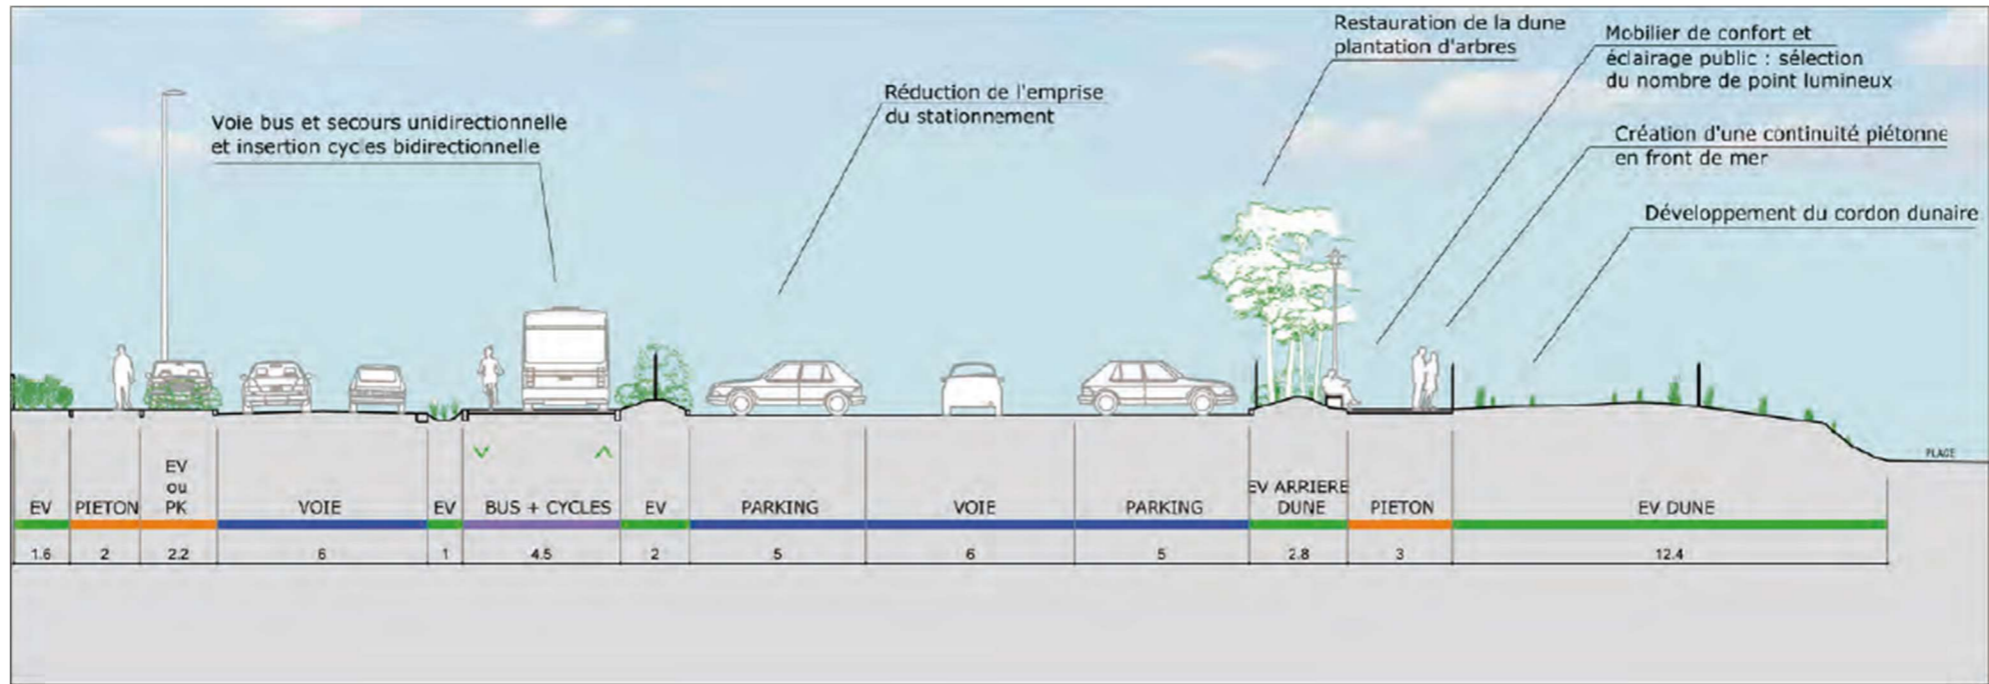 Voie bus et secours unidirectionnelle
et insertion cycles bidirectionnelle
Réduction de l'emprise
du stationnement
Restauration de la dune
plantation d'arbres
Mobilier de confort et
éclairage public : sélection
du nombre de point lumineux
Création d'une continuité piétonne
en front de mer
Développement du cordon dunaire
PLAGE
EV
PIETON
EV
ou
PK
VOIE
EV
BUS + CYCLES
EV
PARKING
VOIE
PARKING
EV ARRIERE
DUNE
PIETON
EV DUNE
1.6 2 2.2 6 1 4.5 2 5 6 5 2.8 3 12.4